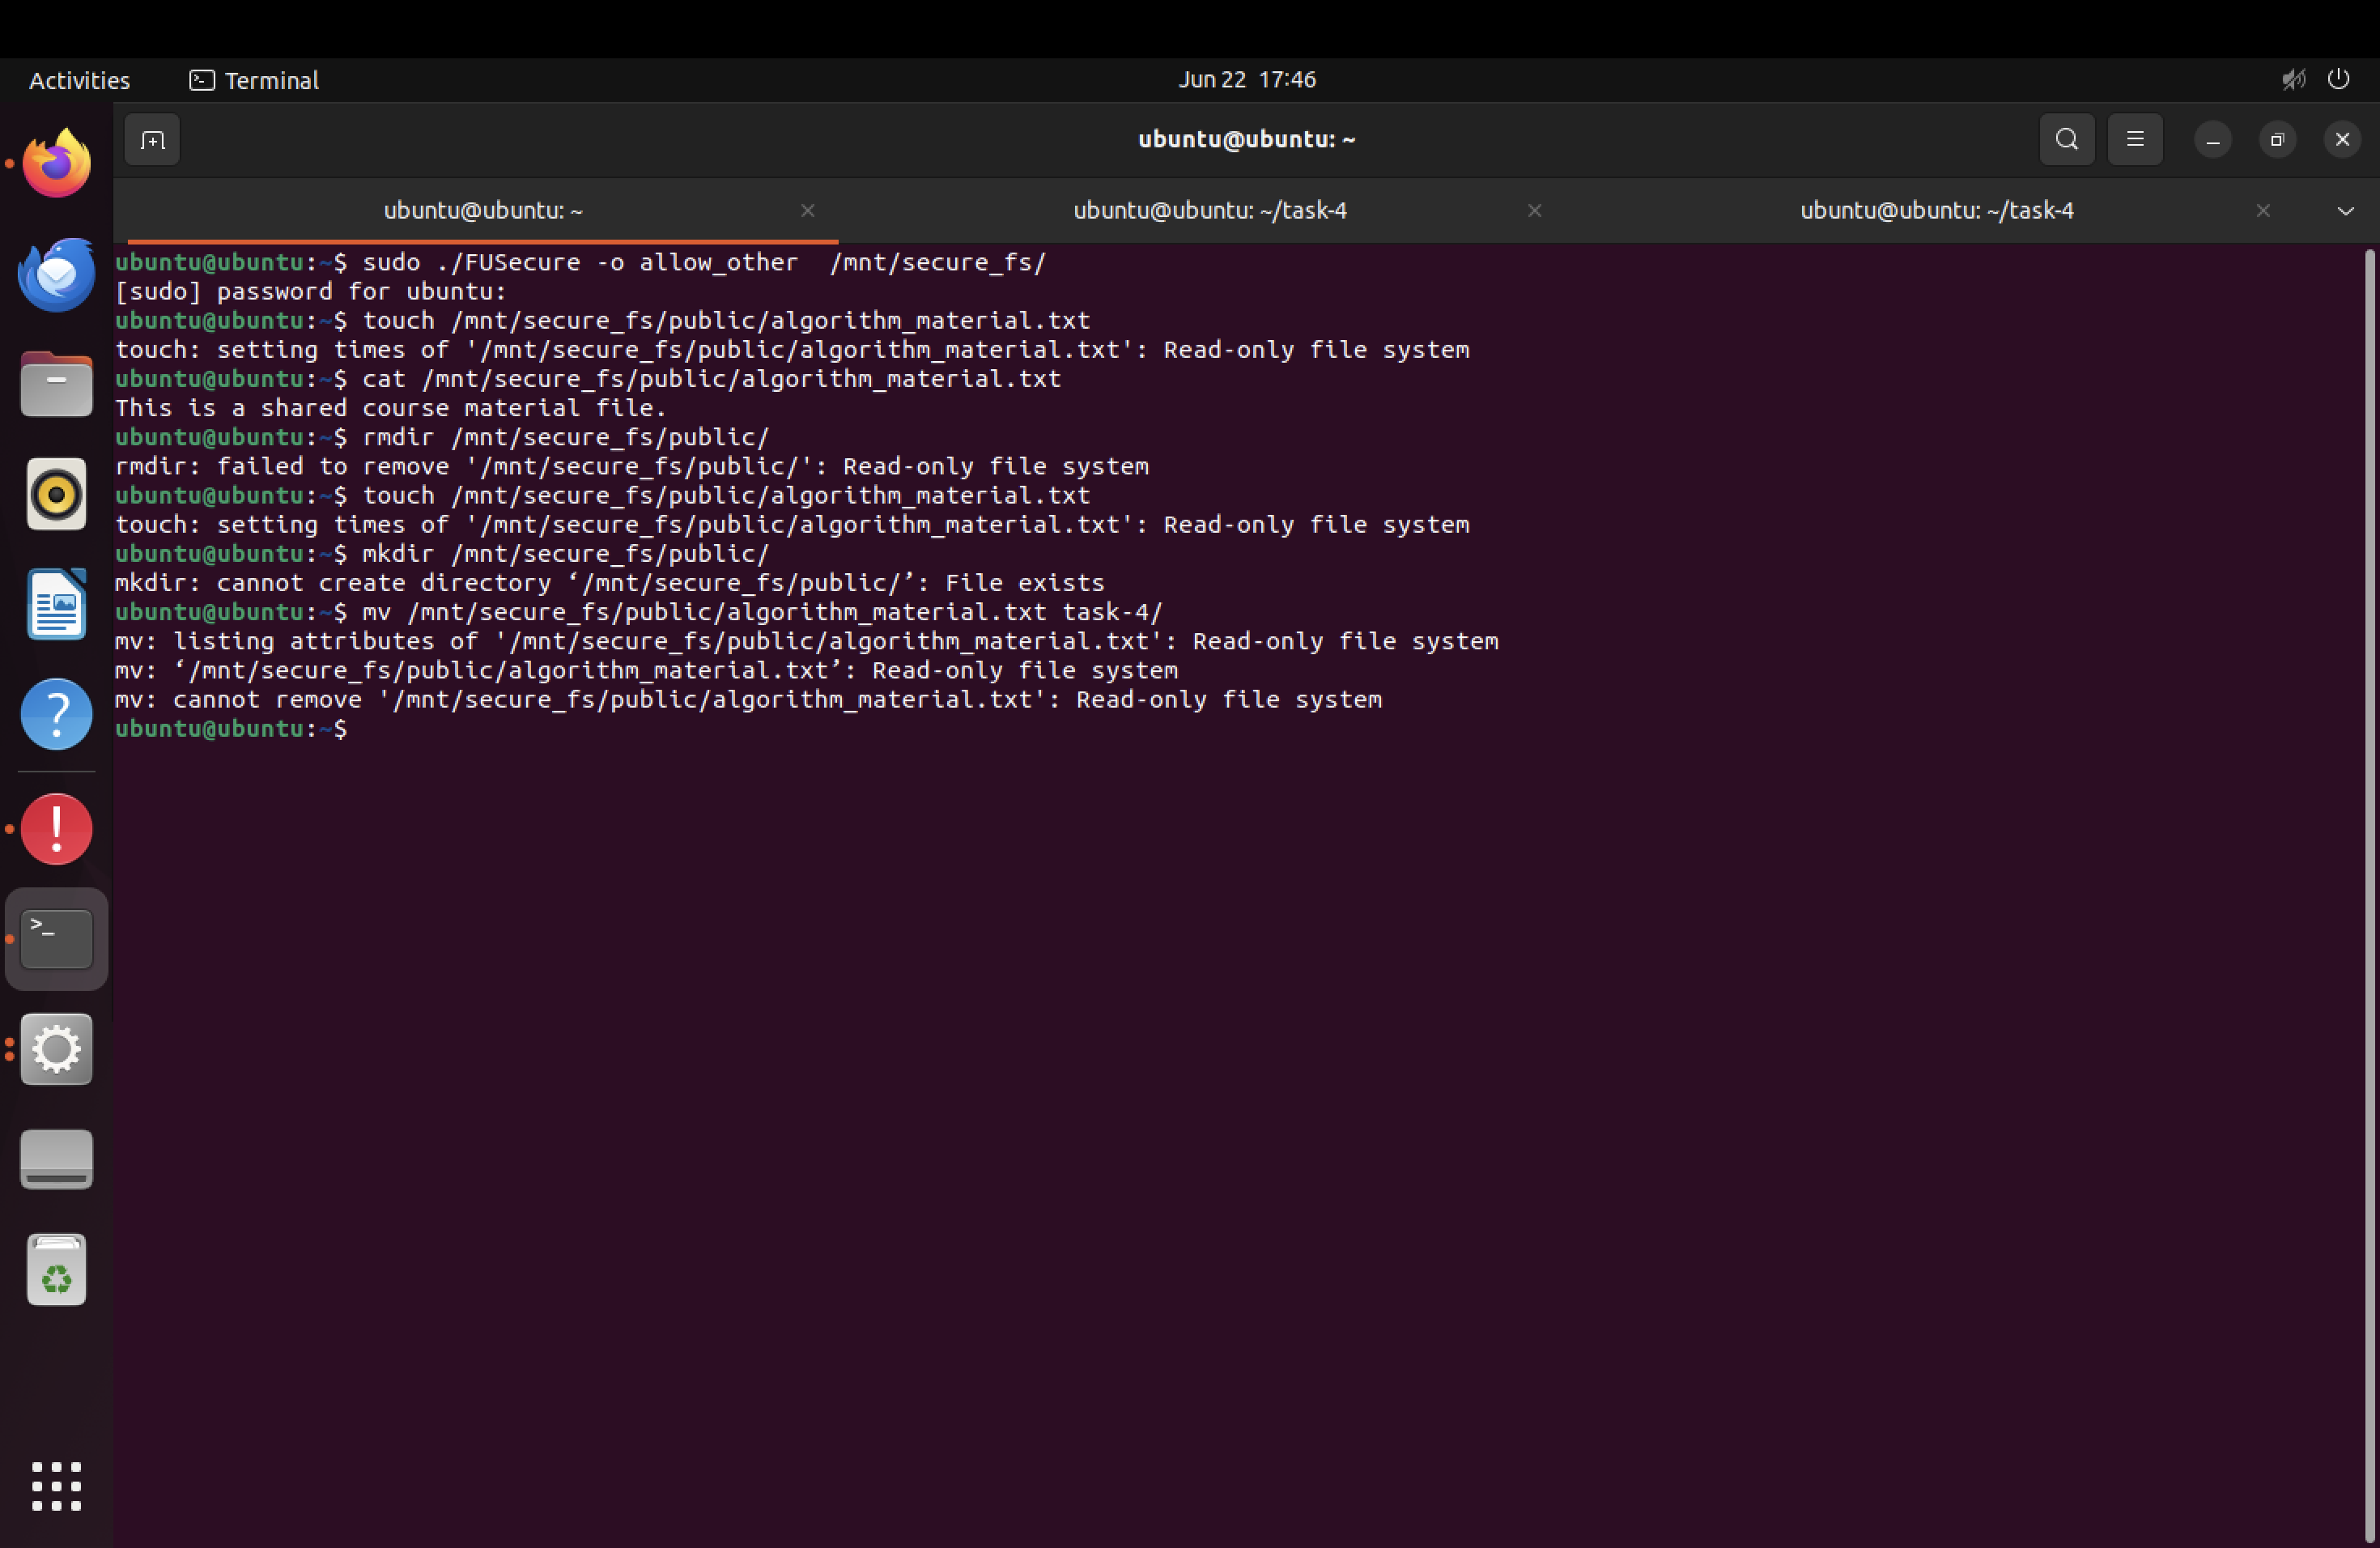 Activities Terminal Jun 22 17:46
ubuntu@ubuntu: ~
ubuntu@ubuntu: ~ ubuntu@ubuntu: ~/task-4 ubuntu@ubuntu: ~/task-4
ubuntu@ubuntu:~$ sudo ./FUSecure -o allow_other  /mnt/secure_fs/
[sudo] password for ubuntu:
ubuntu@ubuntu:~$ touch /mnt/secure_fs/public/algorithm_material.txt
touch: setting times of '/mnt/secure_fs/public/algorithm_material.txt': Read-only file system
ubuntu@ubuntu:~$ cat /mnt/secure_fs/public/algorithm_material.txt
This is a shared course material file.
ubuntu@ubuntu:~$ rmdir /mnt/secure_fs/public/
rmdir: failed to remove '/mnt/secure_fs/public/': Read-only file system
ubuntu@ubuntu:~$ touch /mnt/secure_fs/public/algorithm_material.txt
touch: setting times of '/mnt/secure_fs/public/algorithm_material.txt': Read-only file system
ubuntu@ubuntu:~$ mkdir /mnt/secure_fs/public/
mkdir: cannot create directory ‘/mnt/secure_fs/public/’: File exists
ubuntu@ubuntu:~$ mv /mnt/secure_fs/public/algorithm_material.txt task-4/
mv: listing attributes of '/mnt/secure_fs/public/algorithm_material.txt': Read-only file system
mv: ‘/mnt/secure_fs/public/algorithm_material.txt’: Read-only file system
mv: cannot remove '/mnt/secure_fs/public/algorithm_material.txt': Read-only file system
ubuntu@ubuntu:~$